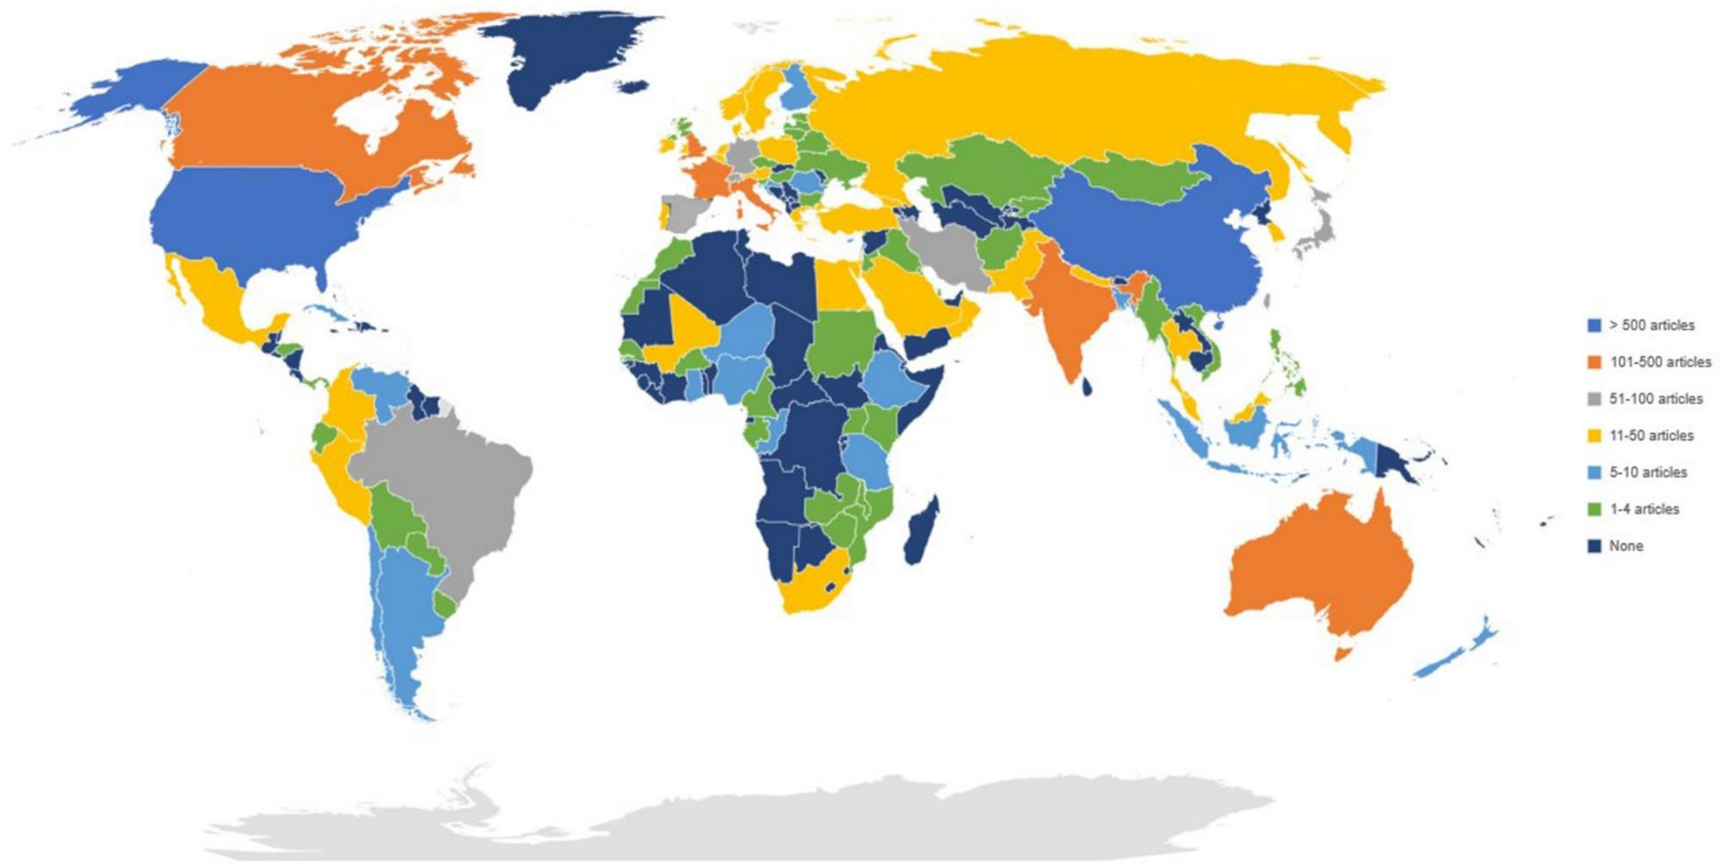 > 500 articles
101-500 articles
51-100 articles
11-50 articles
5-10 articles
1-4 articles
None